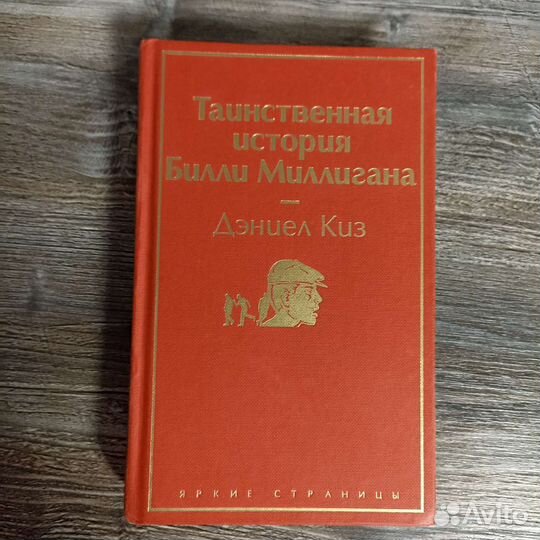 Таинственная
история
Билли Миллигана
Дэниел Киз
ЯРКИЕ СТРАНИЦЫ
Avito